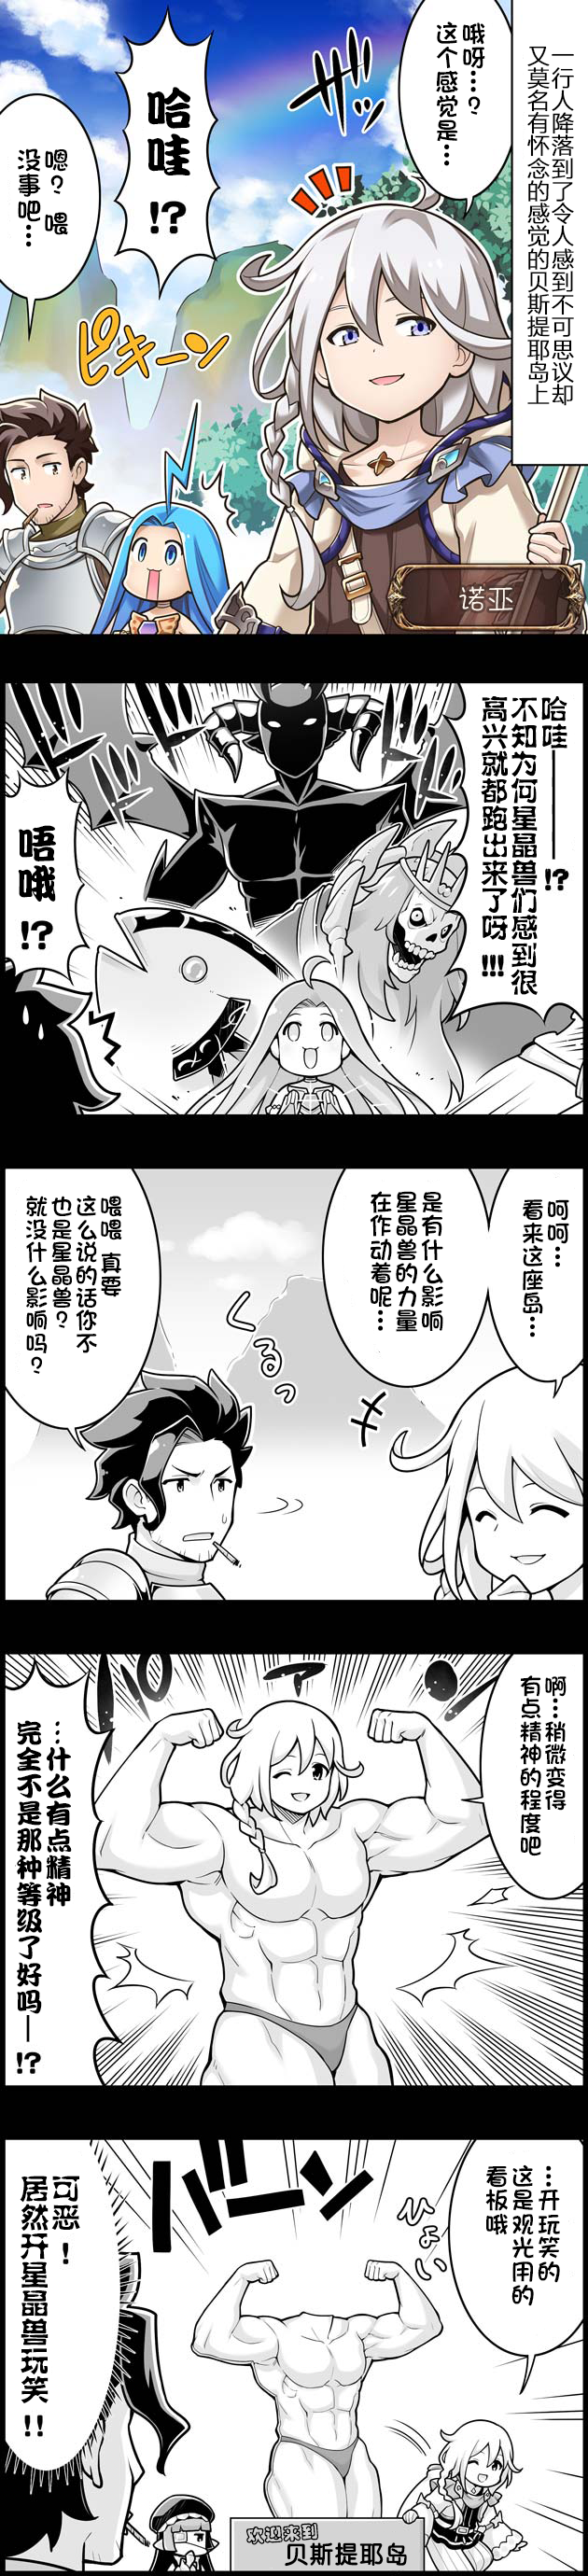 一行人降落到了令人感到不可思议却
又莫名有怀念的感觉的贝斯提耶岛上
哦呀…?
这个感觉是…
ザッ
哈哇!?
嗯? 喂
没事吧…
ピキーン
诺亚
哈哇——!?
不知为何星晶兽们感到很
高兴就都跑出来了呀!!!
唔哦!?
呵呵…
看来这座岛…
是有什么影响
星晶兽的力量
在作动着呢…
喂喂 真要
这么说的话你不
也是星晶兽?
就没什么影响吗?
くるっ
啊…稍微变得
有点精神的程度吧
…什么有点精神
完全不是那种等级了好吗—!?
…开玩笑的
这是观光用的
看板哦
ひょい
バーン
可恶!
居然开星晶兽玩笑!!
欢迎来到
贝斯提耶岛